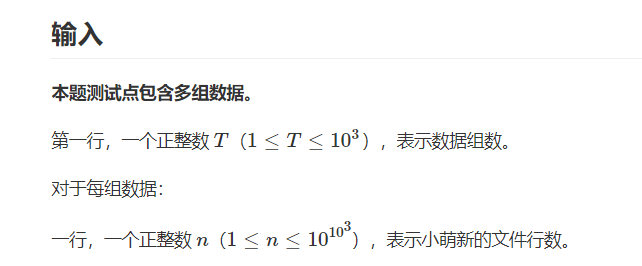 输入
本题测试点包含多组数据。
第一行，一个正整数 T（1 ≤ T ≤ 10³），表示数据组数。
对于每组数据：
一行，一个正整数 n（1 ≤ n ≤ 10^{10^3}），表示小萌新的文件行数。